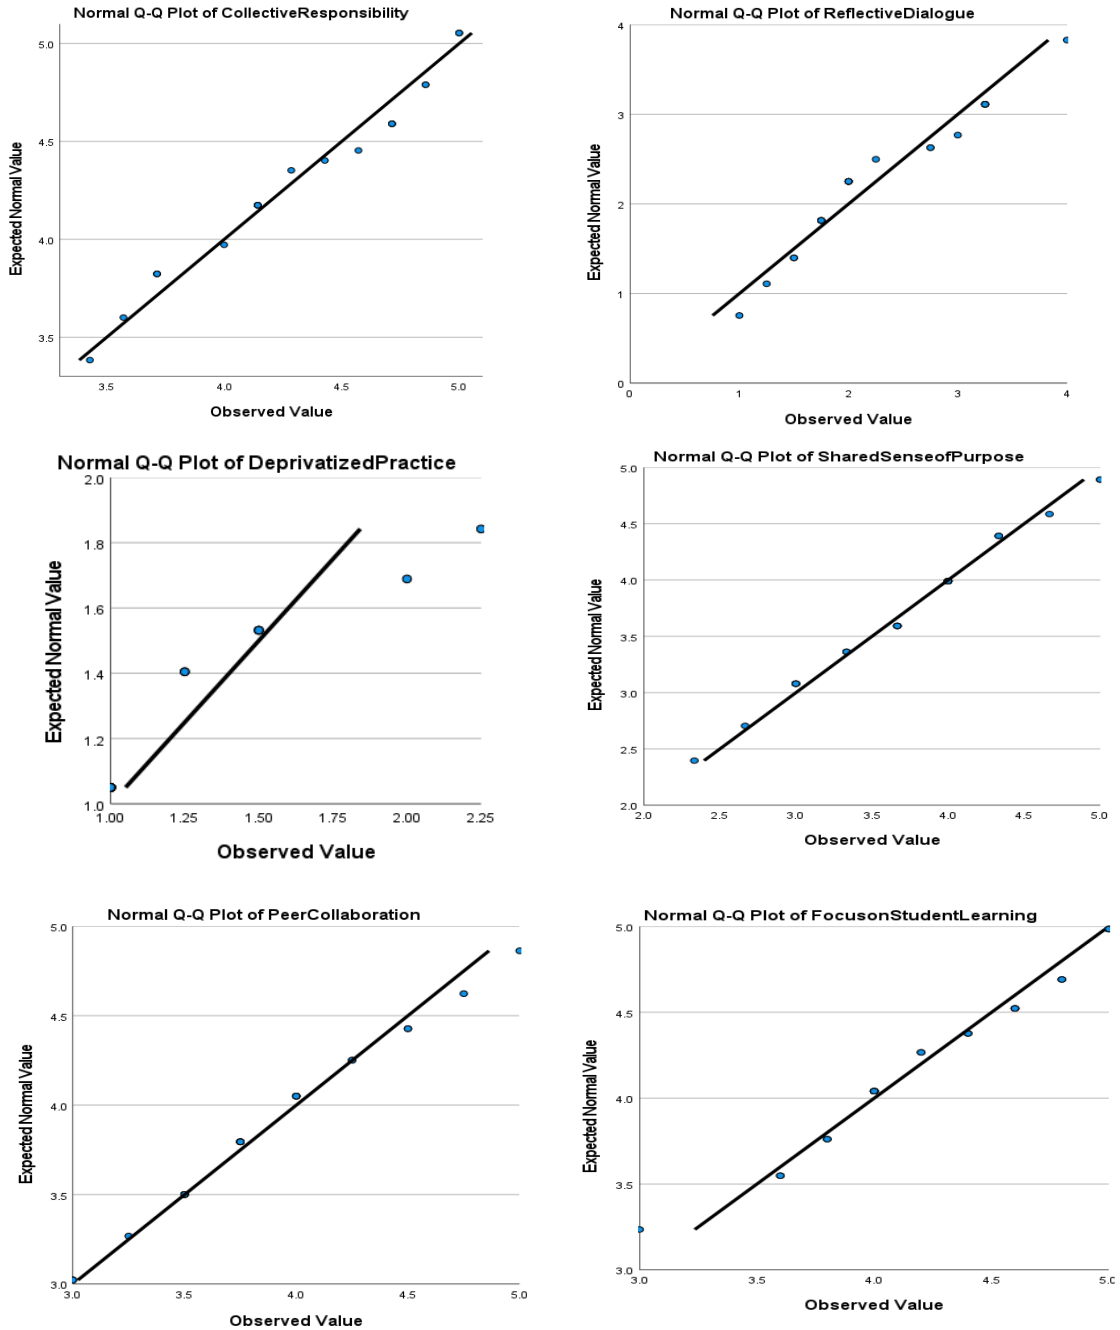 Normal Q-Q Plot of CollectiveResponsibility
5.0
4.5
4.0
3.5
Expected Normal Value
3.5 4.0 4.5 5.0
Observed Value
Normal Q-Q Plot of ReflectiveDialogue
4
3
2
1
0
Expected Normal Value
0 1 2 3 4
Observed Value
Normal Q-Q Plot of DeprivatizedPractice
2.0
1.8
1.6
1.4
1.2
1.0
Expected Normal Value
1.00 1.25 1.50 1.75 2.00 2.25
Observed Value
Normal Q-Q Plot of SharedSenseofPurpose
5.0
4.5
4.0
3.5
3.0
2.5
2.0
Expected Normal Value
2.0 2.5 3.0 3.5 4.0 4.5 5.0
Observed Value
Normal Q-Q Plot of PeerCollaboration
5.0
4.5
4.0
3.5
3.0
Expected Normal Value
3.0 3.5 4.0 4.5 5.0
Observed Value
Normal Q-Q Plot of FocusonStudentLearning
5.0
4.5
4.0
3.5
3.0
Expected Normal Value
3.0 3.5 4.0 4.5 5.0
Observed Value